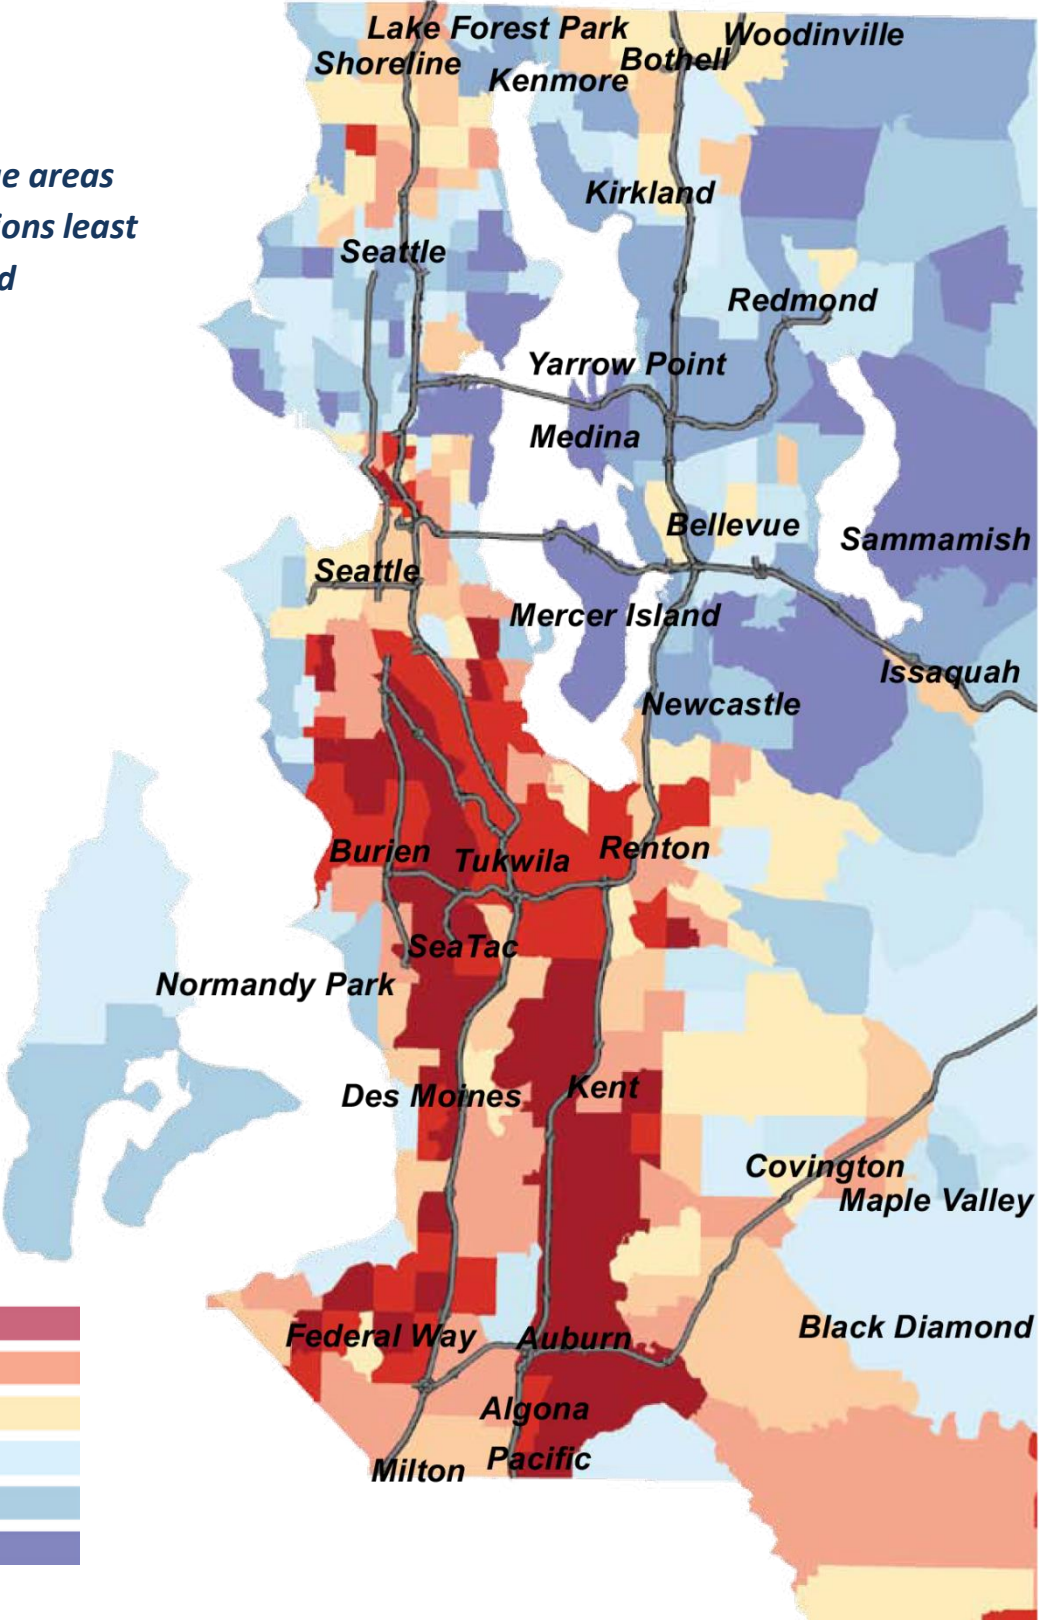 Lake Forest Park
Woodinville
Shoreline
Bothell
Kenmore
areas
least
Kirkland
Seattle
Redmond
Yarrow Point
Medina
Bellevue
Sammamish
Seattle
Mercer Island
Issaquah
Newcastle
Burien
Tukwila
Renton
SeaTac
Normandy Park
Des Moines
Kent
Covington
Maple Valley
Federal Way
Auburn
Black Diamond
Algona
Pacific
Milton